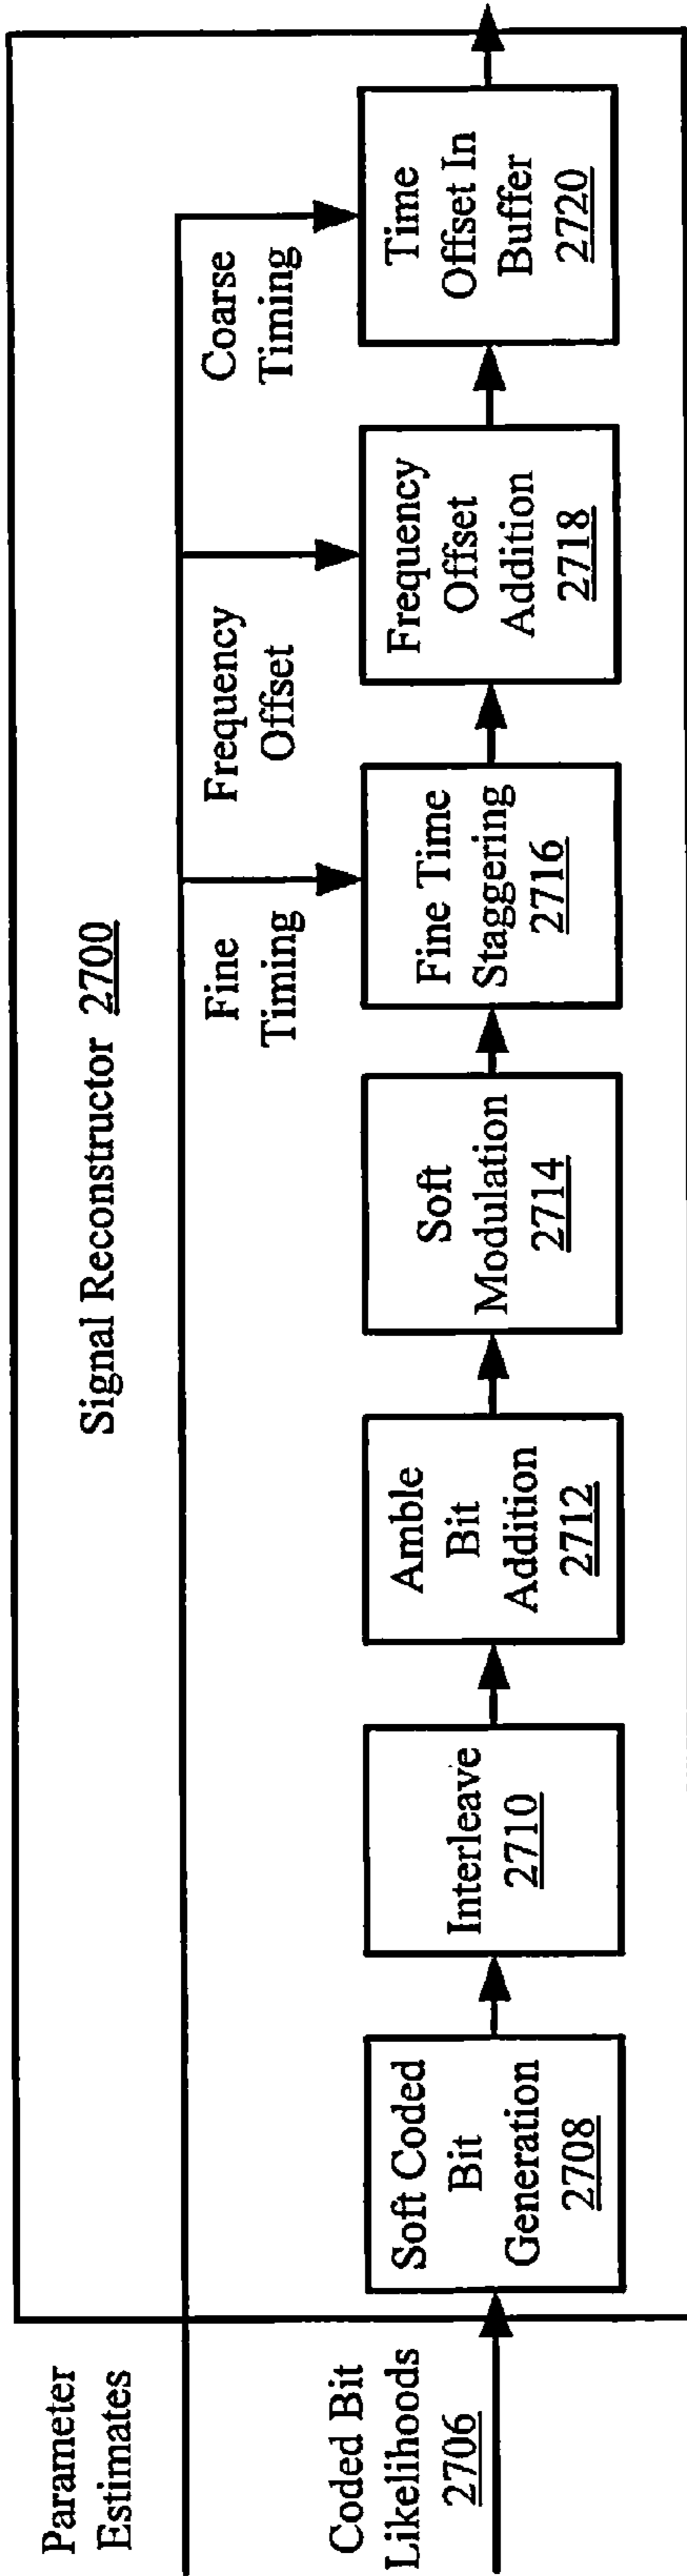 Signal Reconstructor 2700
Parameter
Estimates
Coded Bit
Likelihoods
2706
Soft Coded
Bit
Generation
2708
Interleave
2710
Amble
Bit
Addition
2712
Soft
Modulation
2714
Fine
Timing
Fine Time
Staggering
2716
Frequency
Offset
Frequency
Offset
Addition
2718
Coarse
Timing
Time
Offset In
Buffer
2720